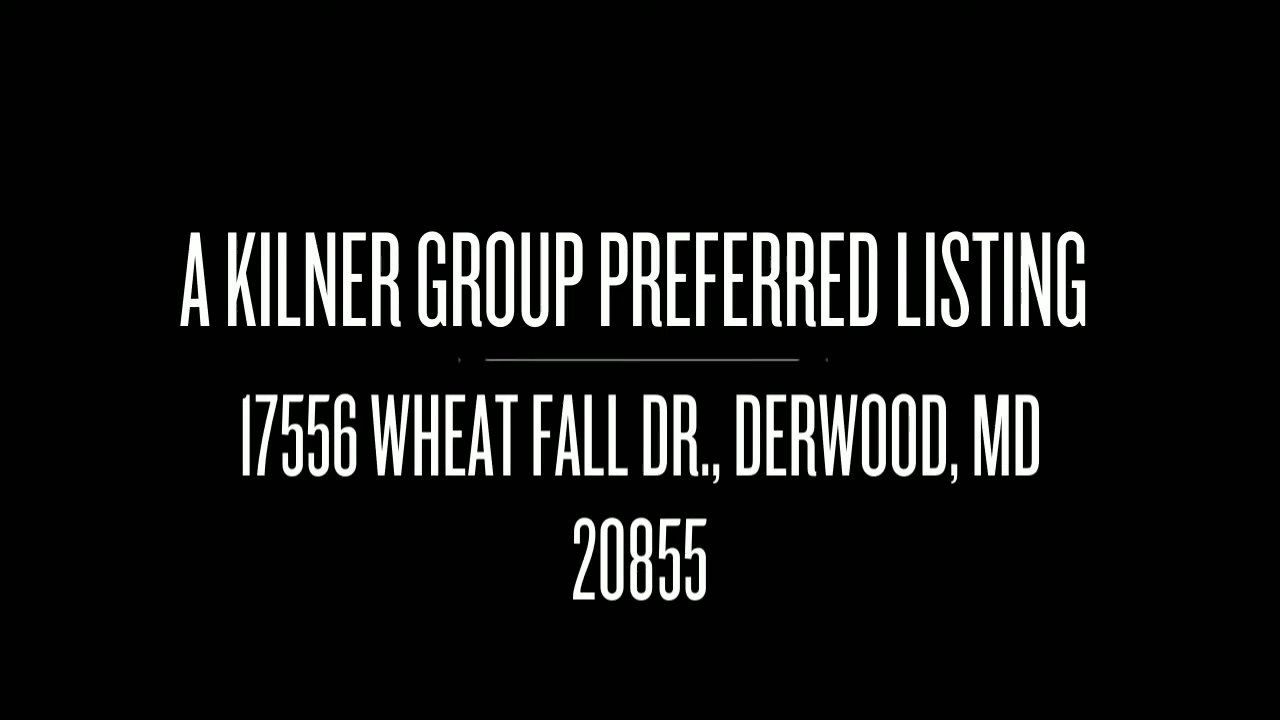 A KILNER GROUP PREFERRED LISTING
17556 WHEAT FALL DR., DERWOOD, MD
20855